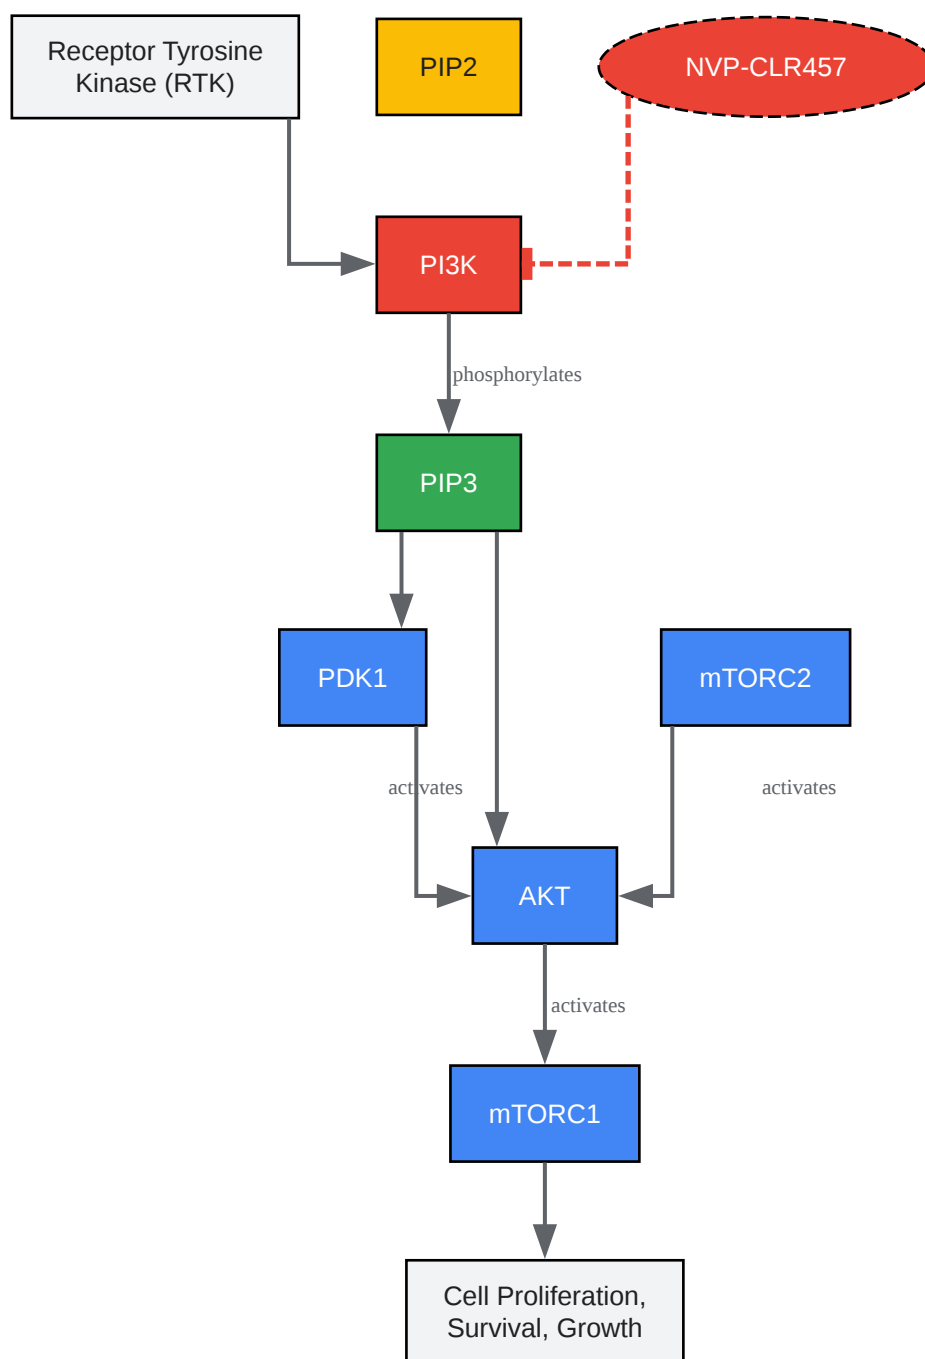 Receptor Tyrosine
Kinase (RTK)
PIP2
NVP-CLR457
PI3K
phosphorylates
PIP3
PDK1
mTORC2
activates
activates
AKT
activates
mTORC1
Cell Proliferation,
Survival, Growth